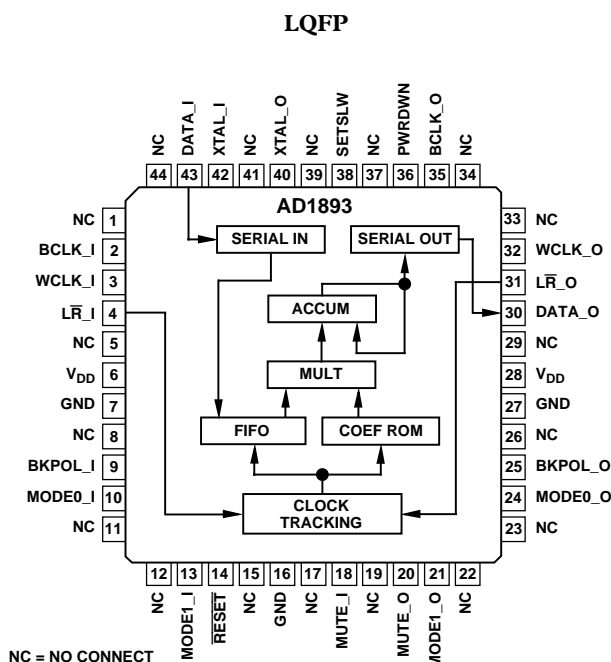 LQFP
NC
DATA_I
XTAL_I
NC
XTAL_O
NC
SETSLW
NC
PWRDWN
BCLK_O
NC
44 43 42 41 40 39 38 37 36 35 34
AD1893
NC 1
BCLK_I 2
WCLK_I 3
LR̅_I 4
NC 5
VDD 6
GND 7
NC 8
BKPOL_I 9
MODE0_I 10
NC 11
SERIAL IN
SERIAL OUT
ACCUM
MULT
FIFO
COEF ROM
CLOCK
TRACKING
33 NC
32 WCLK_O
31 LR̅_O
30 DATA_O
29 NC
28 VDD
27 GND
26 NC
25 BKPOL_O
24 MODE0_O
23 NC
12 13 14 15 16 17 18 19 20 21 22
NC
MODE1_I
R̅E̅S̅E̅T̅
NC
GND
NC
MUTE_I
NC
MUTE_O
MODE1_O
NC
NC = NO CONNECT